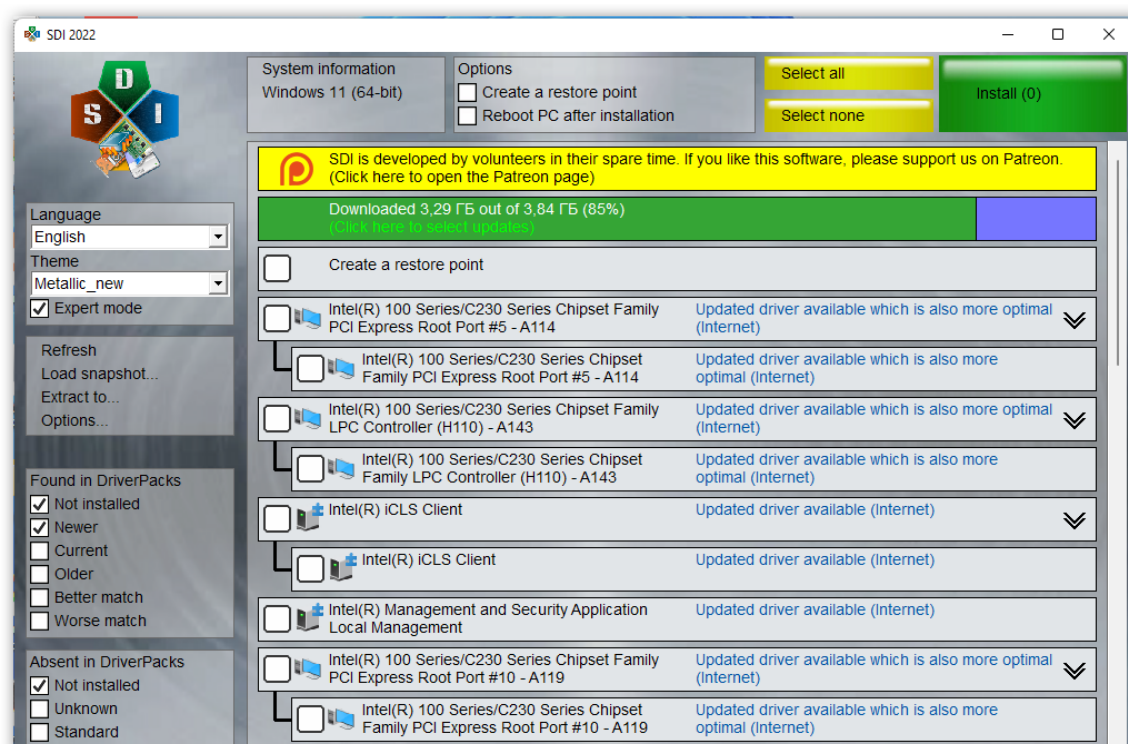 SDI 2022
D
S I
System information
Windows 11 (64-bit)
Options
Create a restore point
Reboot PC after installation
Select all
Select none
Install (0)
Language
English
Theme
Metallic_new
Expert mode
Refresh
Load snapshot...
Extract to...
Options...
Found in DriverPacks
Not installed
Newer
Current
Older
Better match
Worse match
Absent in DriverPacks
Not installed
Unknown
Standard
SDI is developed by volunteers in their spare time. If you like this software, please support us on Patreon.
(Click here to open the Patreon page)
Downloaded 3,29 ГБ out of 3,84 ГБ (85%)
(Click here to select updates)
Create a restore point
Intel(R) 100 Series/C230 Series Chipset Family
PCI Express Root Port #5 - A114
Updated driver available which is also more optimal
(Internet)
Intel(R) 100 Series/C230 Series Chipset
Family PCI Express Root Port #5 - A114
Updated driver available which is also more
optimal (Internet)
Intel(R) 100 Series/C230 Series Chipset Family
LPC Controller (H110) - A143
Updated driver available which is also more optimal
(Internet)
Intel(R) 100 Series/C230 Series Chipset
Family LPC Controller (H110) - A143
Updated driver available which is also more
optimal (Internet)
Intel(R) iCLS Client
Updated driver available (Internet)
Intel(R) iCLS Client
Updated driver available (Internet)
Intel(R) Management and Security Application
Local Management
Updated driver available (Internet)
Intel(R) 100 Series/C230 Series Chipset Family
PCI Express Root Port #10 - A119
Updated driver available which is also more optimal
(Internet)
Intel(R) 100 Series/C230 Series Chipset
Family PCI Express Root Port #10 - A119
Updated driver available which is also more
optimal (Internet)